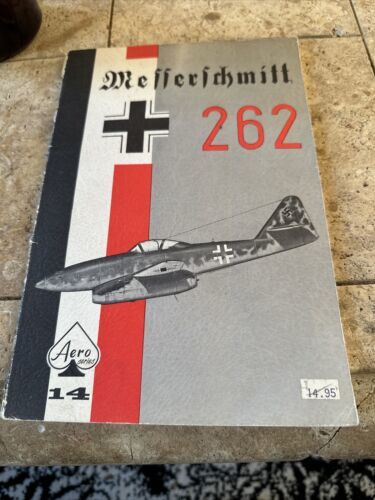 Messerschmitt
262
Aero
series
14
14.95